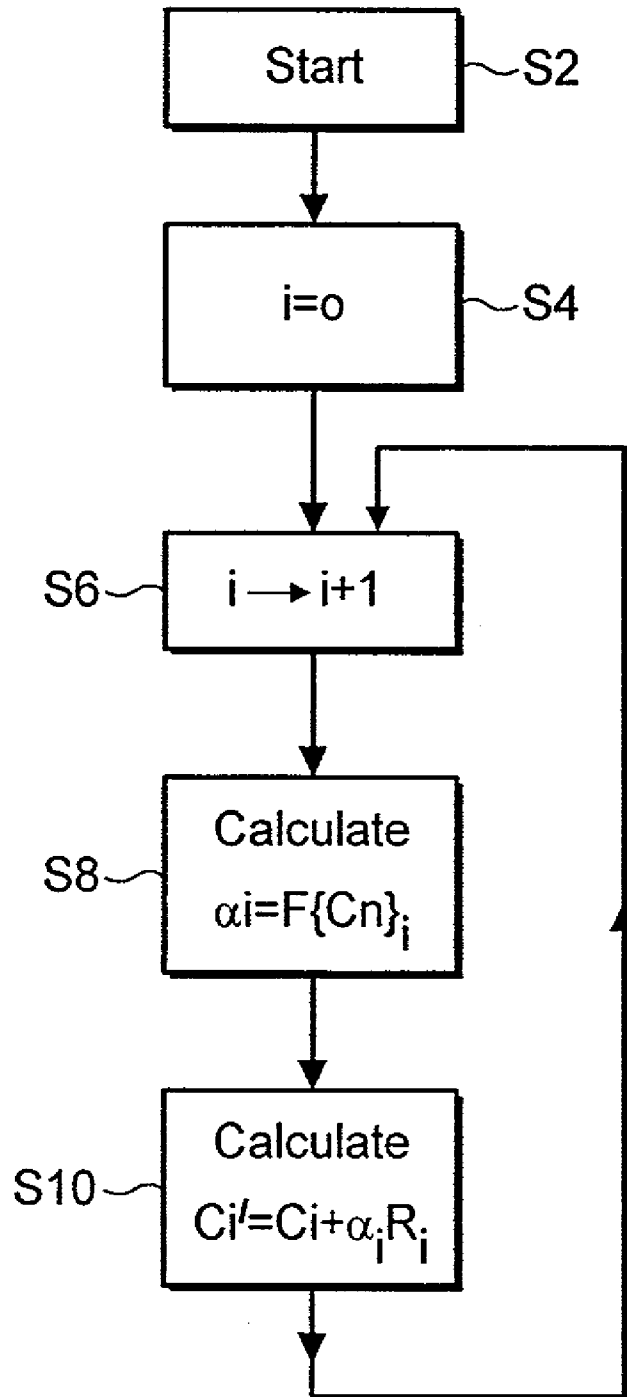 Start
S2
i=o
S4
S6
i → i+1
S8
Calculate
αi=F{Cn}i
S10
Calculate
Ci'=Ci+αiRi